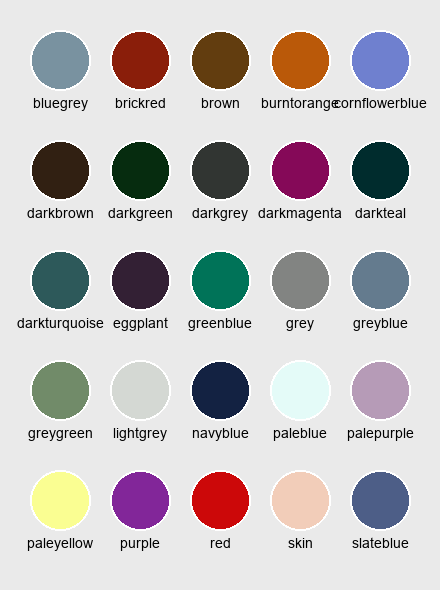 bluegrey brickred brown burntorange cornflowerblue
darkbrown darkgreen darkgrey darkmagenta darkteal
darkturquoise eggplant greenblue grey greyblue
greygreen lightgrey navyblue paleblue palepurple
paleyellow purple red skin slateblue